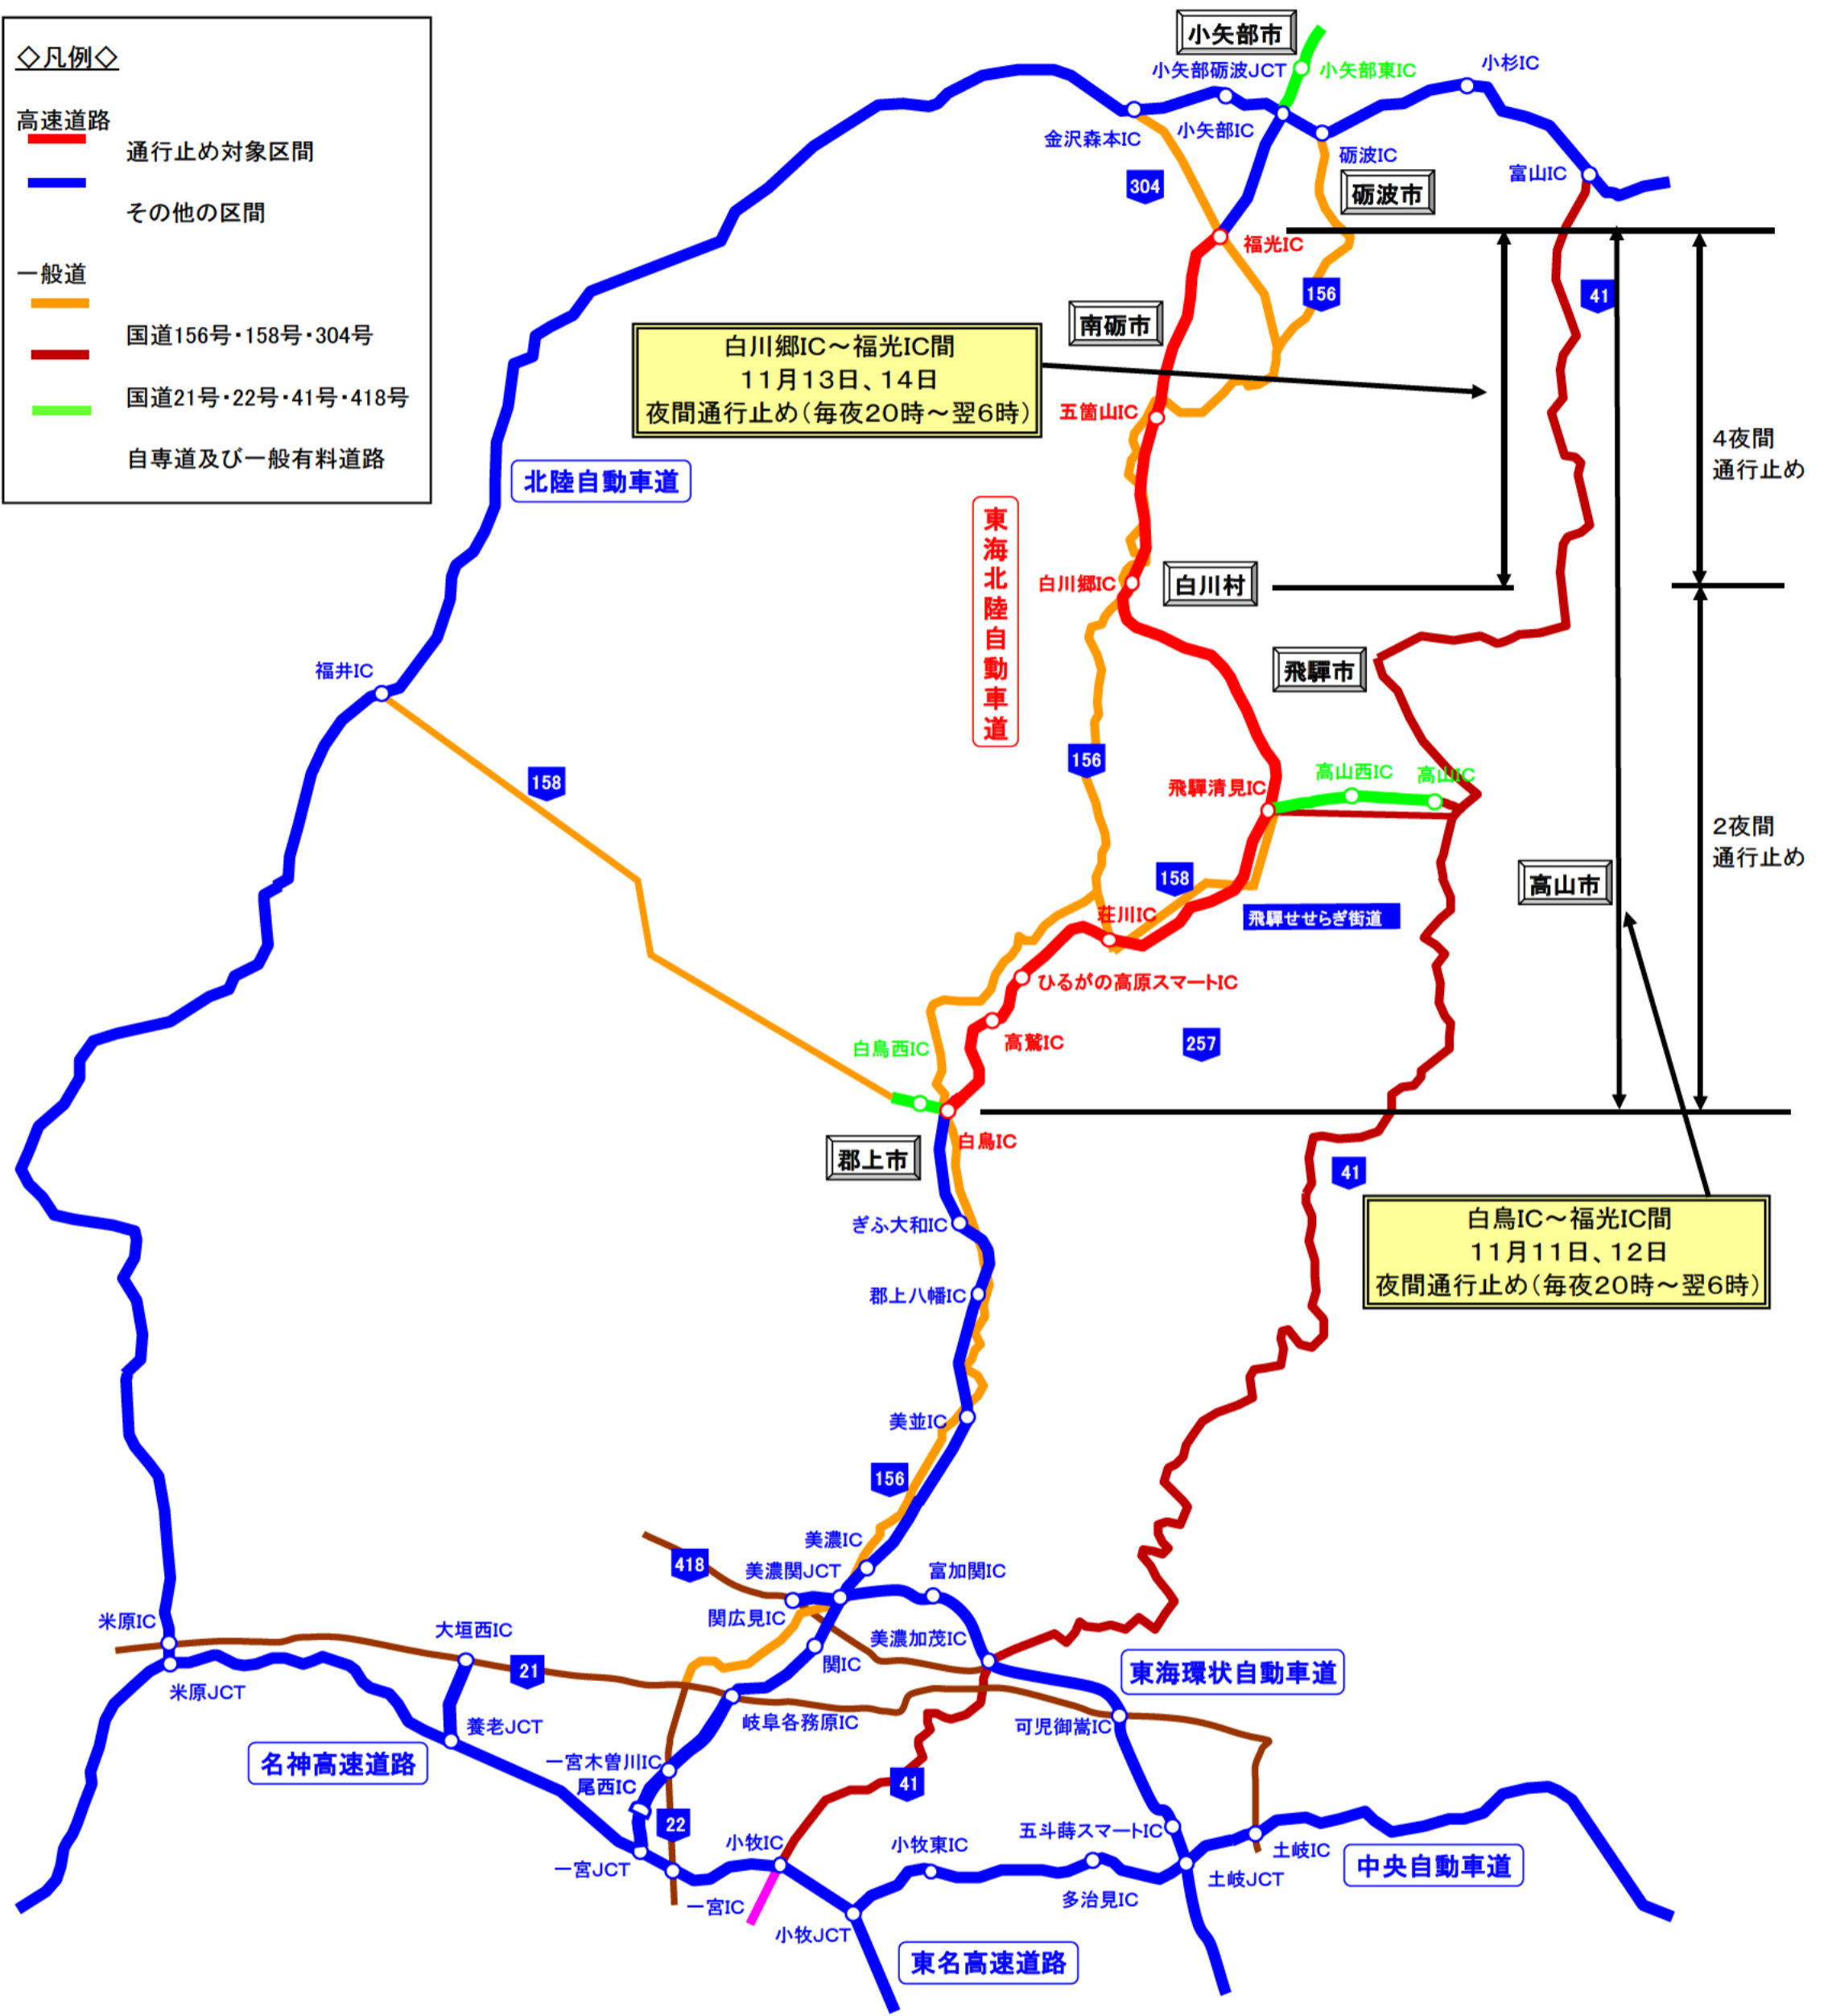 ◇凡例◇
高速道路
通行止め対象区間
その他の区間
一般道
国道156号・158号・304号
国道21号・22号・41号・418号
自専道及び一般有料道路
小矢部市
小矢部砺波JCT
小矢部東IC
小杉IC
金沢森本IC
小矢部IC
砺波IC
富山IC
304
砺波市
福光IC
156
41
南砺市
白川郷IC～福光IC間
11月13日、14日
夜間通行止め（毎夜20時～翌6時）
五箇山IC
4夜間
通行止め
北陸自動車道
東海北陸自動車道
白川郷IC
白川村
福井IC
飛騨市
158
156
飛騨清見IC
高山西IC
高山IC
2夜間
通行止め
158
高山市
荘川IC
飛騨せせらぎ街道
ひるがの高原スマートIC
白鳥西IC
高鷲IC
257
白鳥IC
郡上市
41
ぎふ大和IC
白鳥IC～福光IC間
11月11日、12日
夜間通行止め（毎夜20時～翌6時）
郡上八幡IC
美並IC
156
美濃IC
418
美濃関JCT
富加関IC
関広見IC
米原IC
大垣西IC
美濃加茂IC
関IC
21
東海環状自動車道
米原JCT
養老JCT
岐阜各務原IC
可児御嵩IC
名神高速道路
一宮木曽川IC
尾西IC
41
22
小牧IC
小牧東IC
五斗蒔スマートIC
土岐IC
一宮JCT
中央自動車道
土岐JCT
一宮IC
多治見IC
小牧JCT
東名高速道路